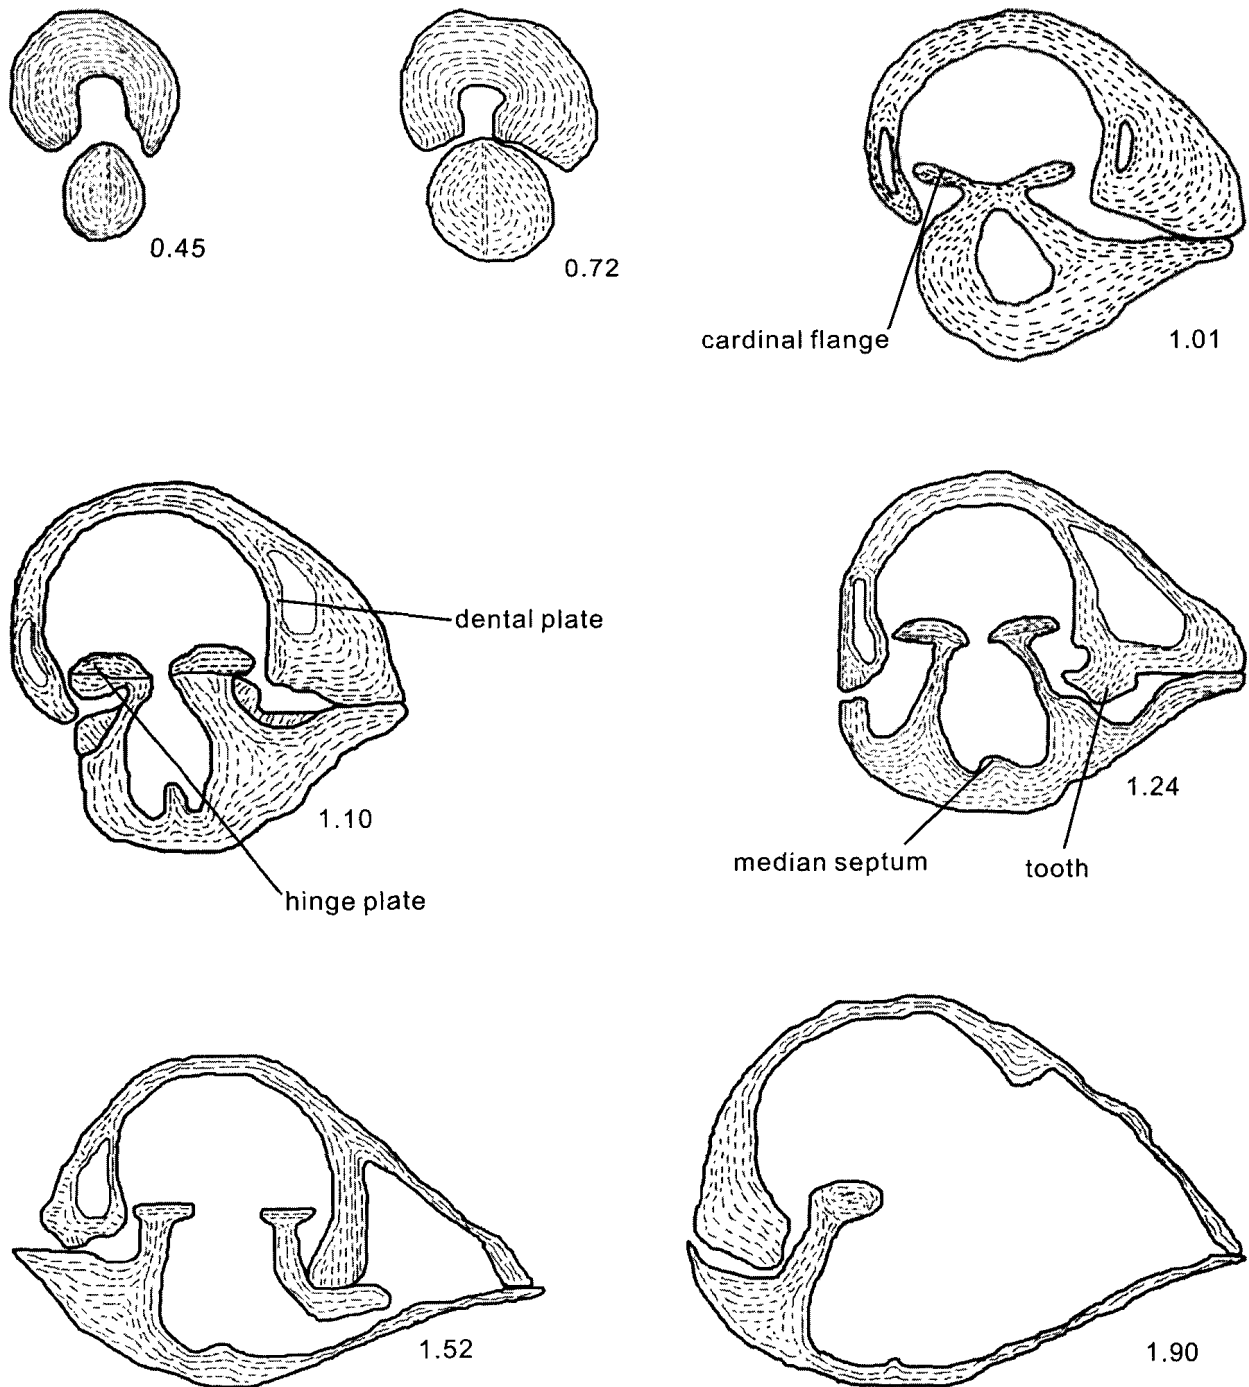 0.45
0.72
cardinal flange
1.01
dental plate
1.10
hinge plate
1.24
median septum
tooth
1.52
1.90